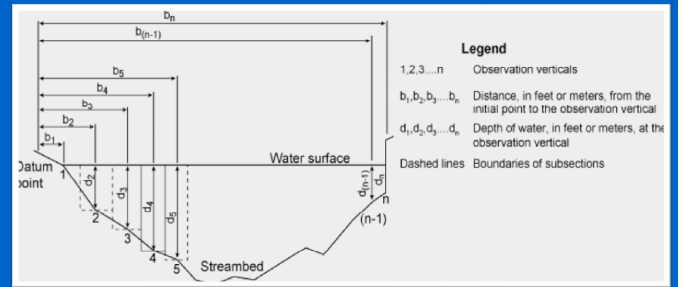 bn
b(n-1)
b5
b4
b3
b2
b1
Datum
point
Water surface
1
2
3
4
5
d2
d3
d4
d5
d(n-1)
dn
n
(n-1)
Streambed
Legend
1,2,3....n Observation verticals
b1,b2,b3....bn Distance, in feet or meters, from the
initial point to the observation vertical
d1,d2,d3....dn Depth of water, in feet or meters, at the
observation vertical
Dashed lines Boundaries of subsections